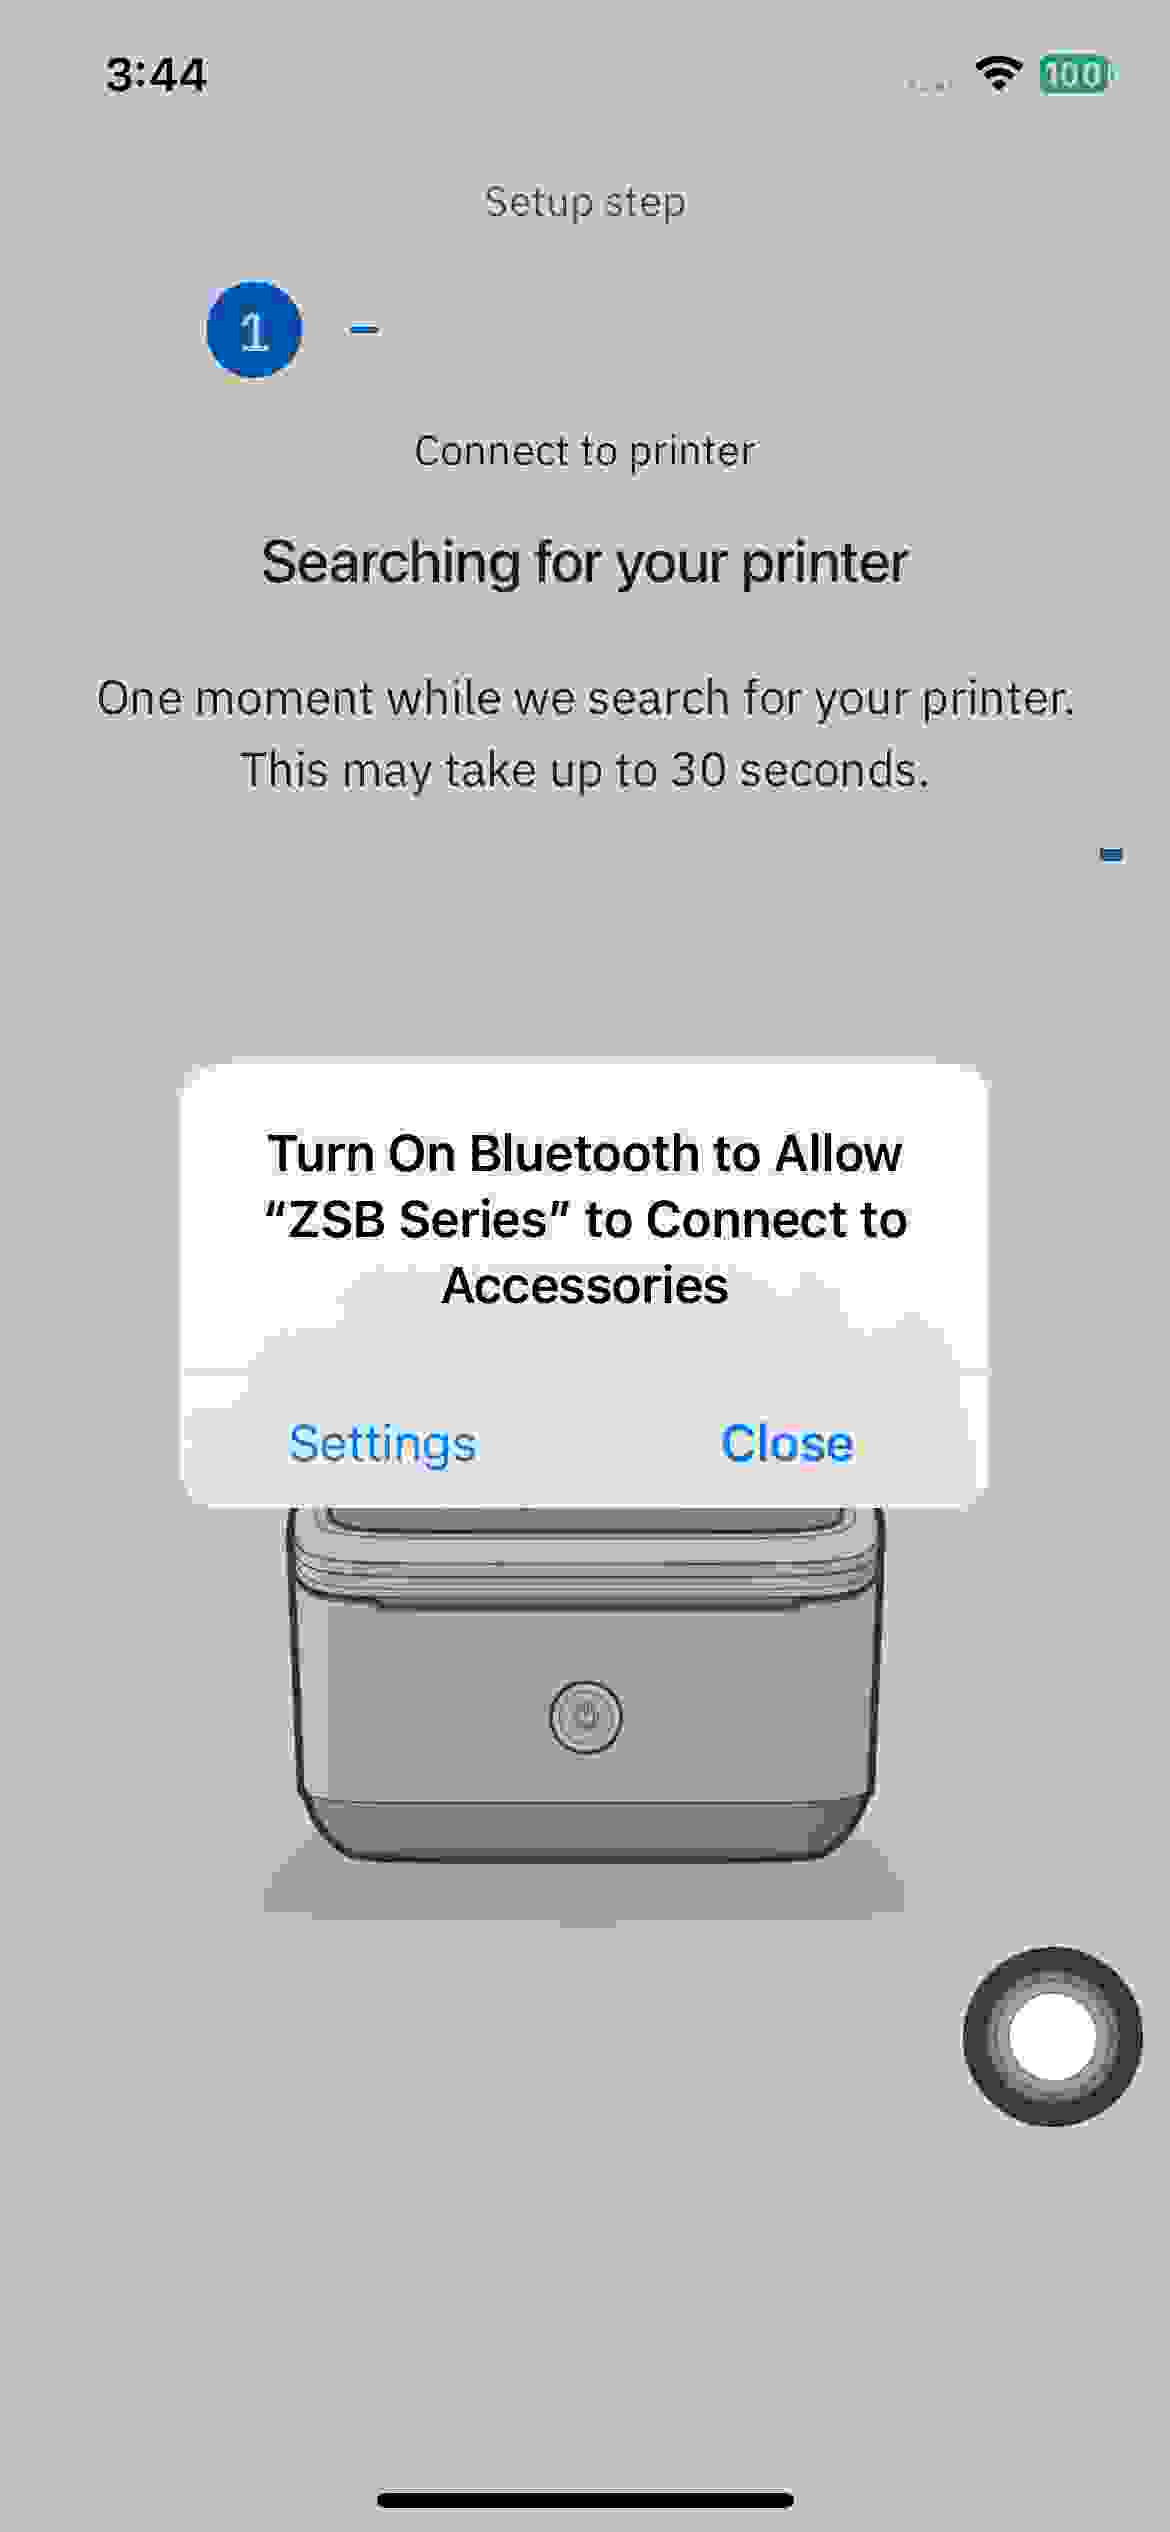 3:44
100
Setup step
1
Connect to printer
Searching for your printer
One moment while we search for your printer.
This may take up to 30 seconds.
Turn On Bluetooth to Allow
“ZSB Series” to Connect to
Accessories
Settings
Close